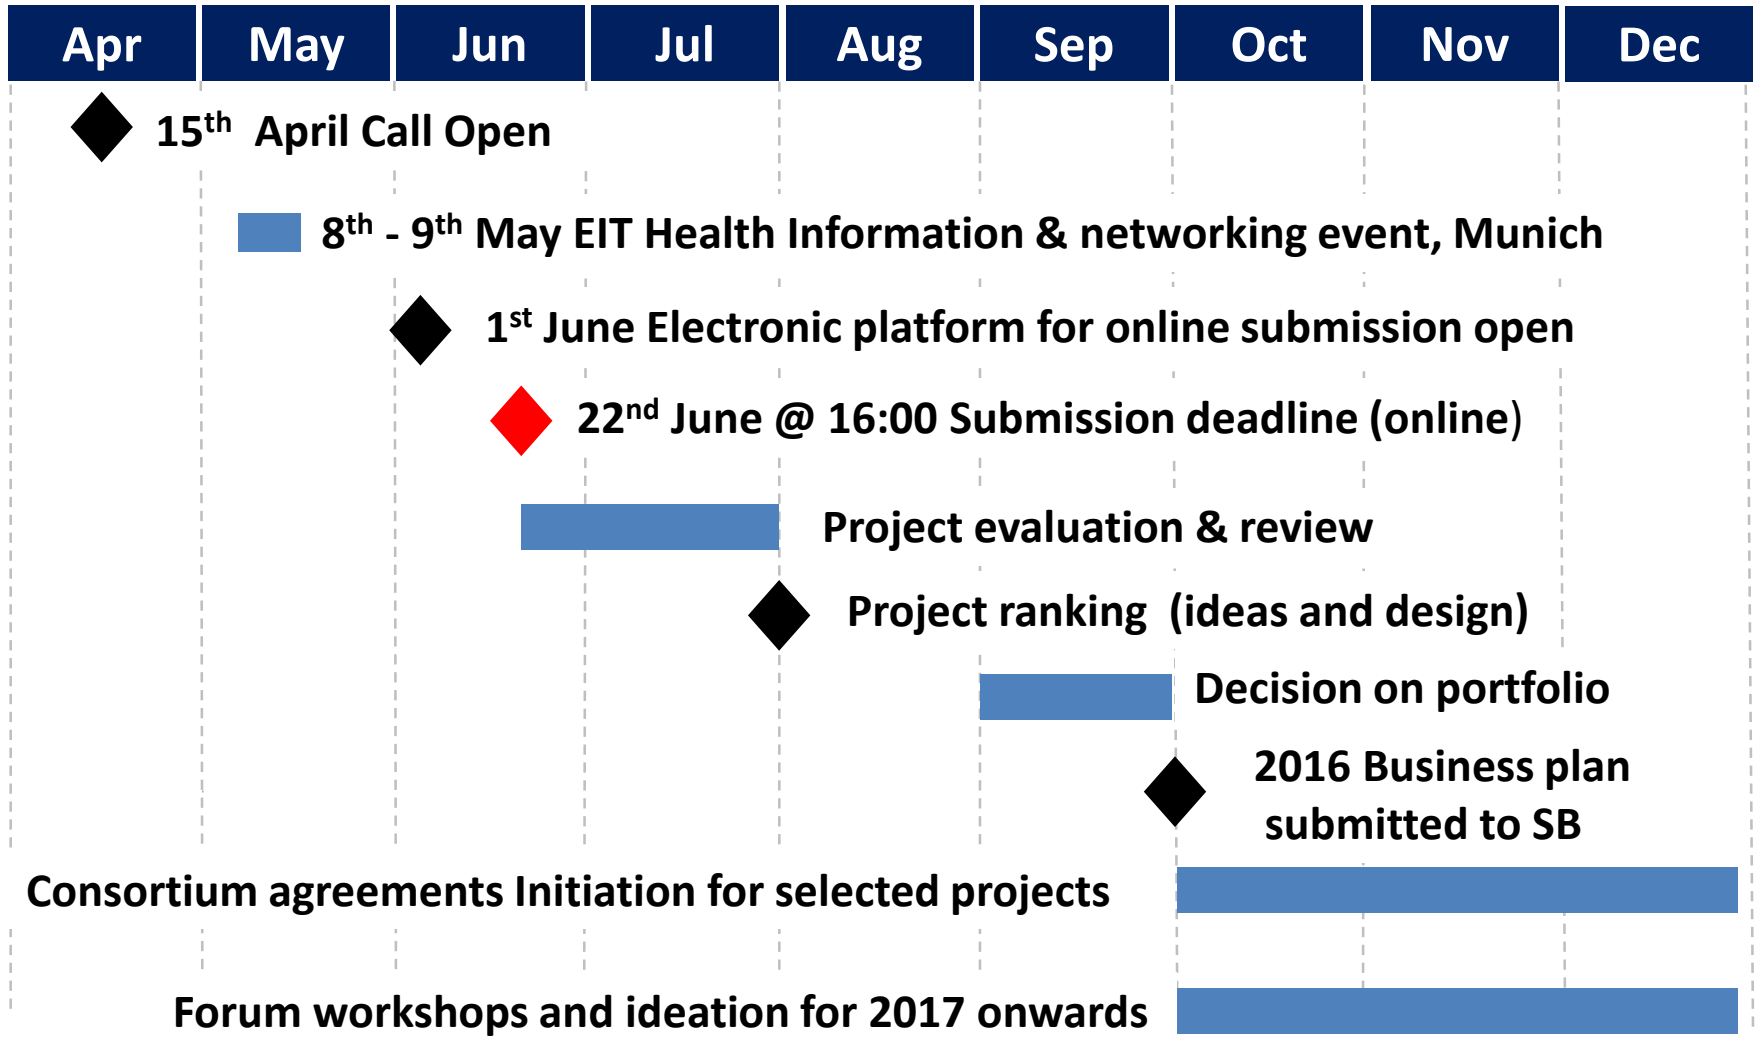 Apr May Jun Jul Aug Sep Oct Nov Dec
15th April Call Open
8th - 9th May EIT Health Information & networking event, Munich
1st June Electronic platform for online submission open
22nd June @ 16:00 Submission deadline (online)
Project evaluation & review
Project ranking (ideas and design)
Decision on portfolio
2016 Business plan
submitted to SB
Consortium agreements Initiation for selected projects
Forum workshops and ideation for 2017 onwards